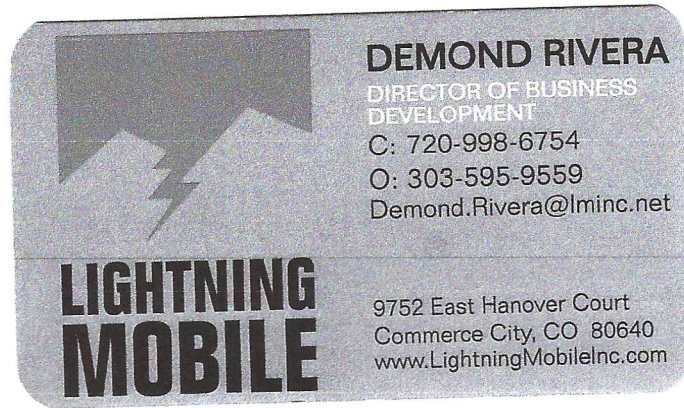 DEMOND RIVERA
DIRECTOR OF BUSINESS
DEVELOPMENT
C: 720-998-6754
O: 303-595-9559
Demond.Rivera@lminc.net
LIGHTNING
MOBILE
9752 East Hanover Court
Commerce City, CO 80640
www.LightningMobileInc.com